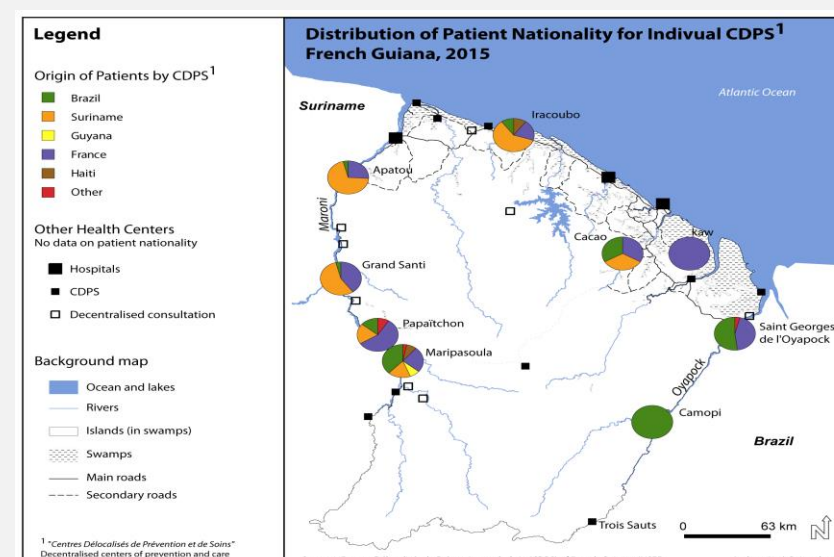 Legend
Origin of Patients by CDPS1
Brazil
Suriname
Guyana
France
Haiti
Other
Other Health Centers
No data on patient nationality
Hospitals
CDPS
Decentralised consultation
Background map
Ocean and lakes
Rivers
Islands (in swamps)
Swamps
Main roads
Secondary roads
1 "Centres Délocalisés de Prévention et de Soins"
Decentralised centers of prevention and care
Distribution of Patient Nationality for Indivual CDPS1
French Guiana, 2015
Atlantic Ocean
Suriname
Iracoubo
Apatou
Maroni
Cacao
kaw
Grand Santi
Papaïtchon
Saint Georges
de l'Oyapock
Maripasoula
Oyapock
Camopi
Brazil
Trois Sauts
0 63 km
N